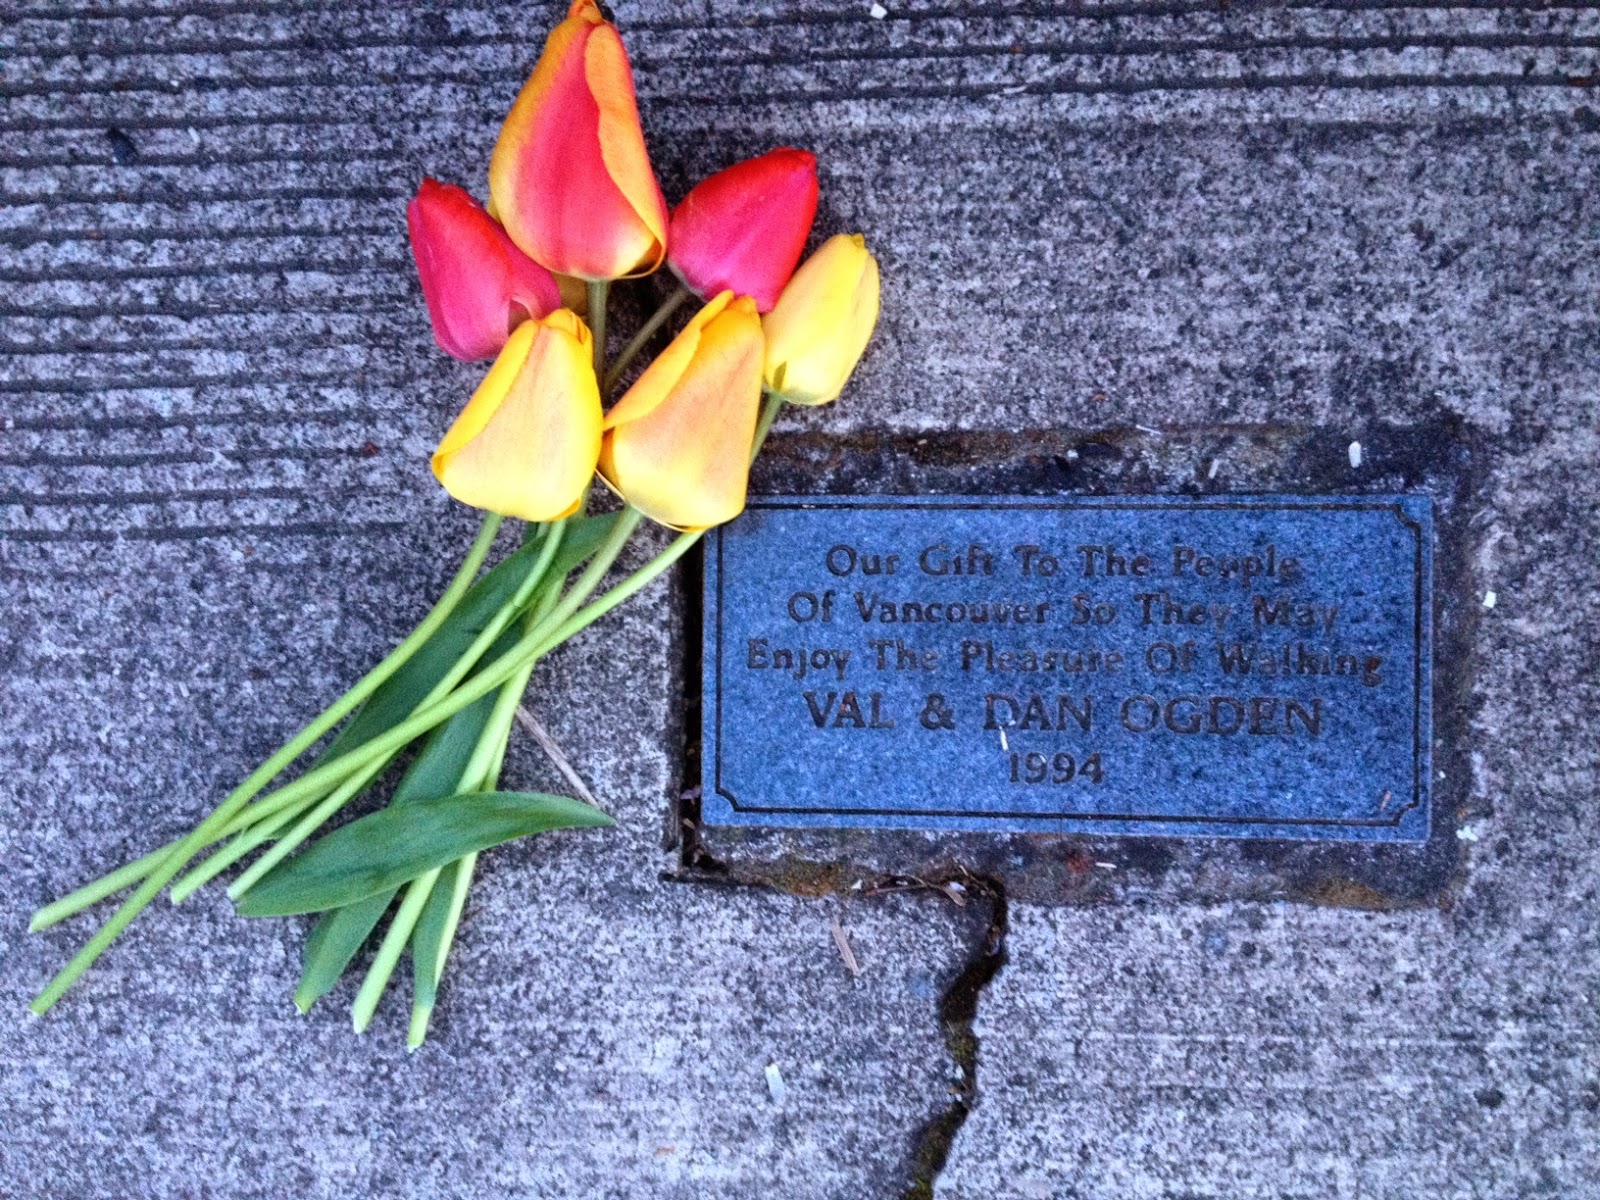 Our Gift To The People
Of Vancouver So They May
Enjoy The Pleasure Of Walking
VAL & DAN OGDEN
1994